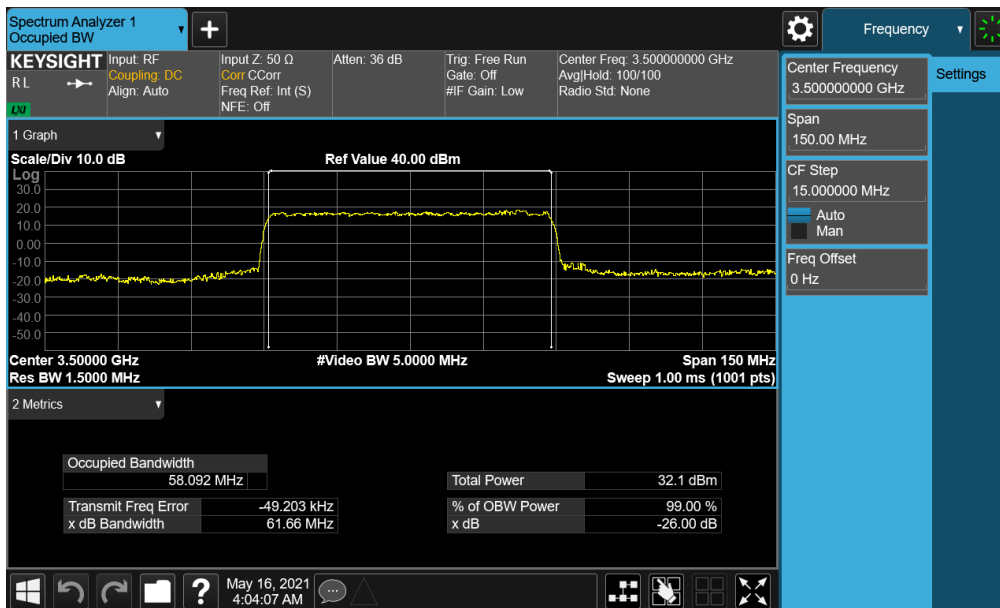 Spectrum Analyzer 1
Occupied BW
+
Frequency
KEYSIGHT
R L
LXI
Input: RF
Coupling: DC
Align: Auto
Input Z: 50 Ω
Corr CCorr
Freq Ref: Int (S)
NFE: Off
Atten: 36 dB
Trig: Free Run
Gate: Off
#IF Gain: Low
Center Freq: 3.500000000 GHz
Avg|Hold: 100/100
Radio Std: None
Center Frequency
3.500000000 GHz
Settings
Span
150.00 MHz
CF Step
15.000000 MHz
Auto
Man
Freq Offset
0 Hz
1 Graph
Scale/Div 10.0 dB
Ref Value 40.00 dBm
Log
30.0
20.0
10.0
0.00
-10.0
-20.0
-30.0
-40.0
-50.0
Center 3.50000 GHz
#Video BW 5.0000 MHz
Span 150 MHz
Res BW 1.5000 MHz
Sweep 1.00 ms (1001 pts)
2 Metrics
Occupied Bandwidth
58.092 MHz
Total Power 32.1 dBm
Transmit Freq Error -49.203 kHz
% of OBW Power 99.00 %
x dB Bandwidth 61.66 MHz
x dB -26.00 dB
?
May 16, 2021
4:04:07 AM